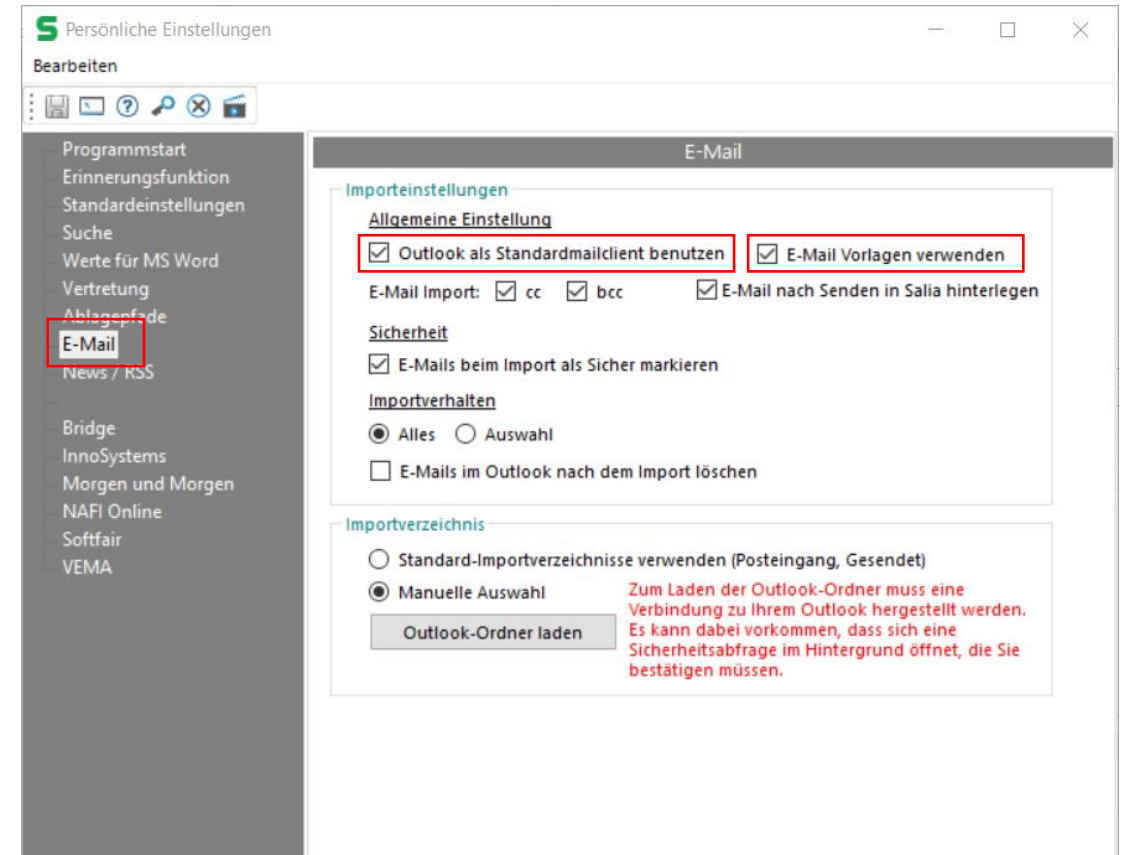 Persönliche Einstellungen
Bearbeiten
Programmstart
Erinnerungsfunktion
Standardeinstellungen
Suche
Werte für MS Word
Vertretung
Ablagepfade
E-Mail
News / RSS
Bridge
InnoSystems
Morgen und Morgen
NAFI Online
Softfair
VEMA
E-Mail
Importeinstellungen
Allgemeine Einstellung
Outlook als Standardmailclient benutzen E-Mail Vorlagen verwenden
E-Mail Import: cc bcc E-Mail nach Senden in Salia hinterlegen
Sicherheit
E-Mails beim Import als Sicher markieren
Importverhalten
Alles Auswahl
E-Mails im Outlook nach dem Import löschen
Importverzeichnis
Standard-Importverzeichnisse verwenden (Posteingang, Gesendet)
Manuelle Auswahl
Outlook-Ordner laden
Zum Laden der Outlook-Ordner muss eine
Verbindung zu Ihrem Outlook hergestellt werden.
Es kann dabei vorkommen, dass sich eine
Sicherheitsabfrage im Hintergrund öffnet, die Sie
bestätigen müssen.